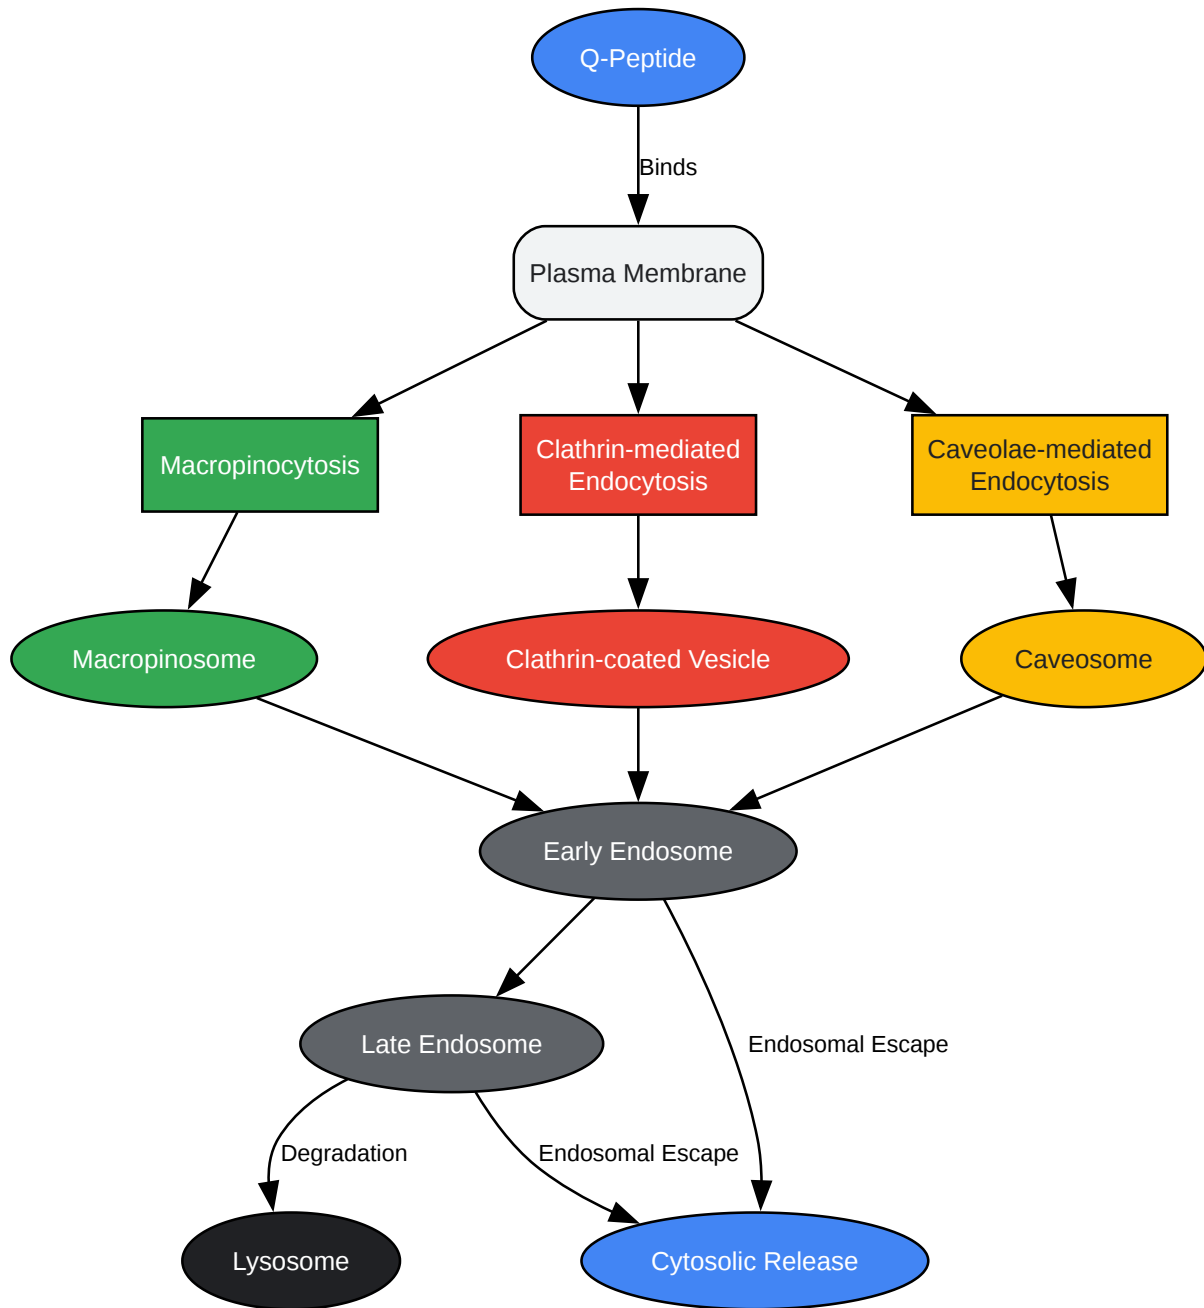 Q-Peptide
Binds
Plasma Membrane
Macropinocytosis
Clathrin-mediated
Endocytosis
Caveolae-mediated
Endocytosis
Macropinosome
Clathrin-coated Vesicle
Caveosome
Early Endosome
Late Endosome
Endosomal Escape
Degradation
Endosomal Escape
Lysosome
Cytosolic Release